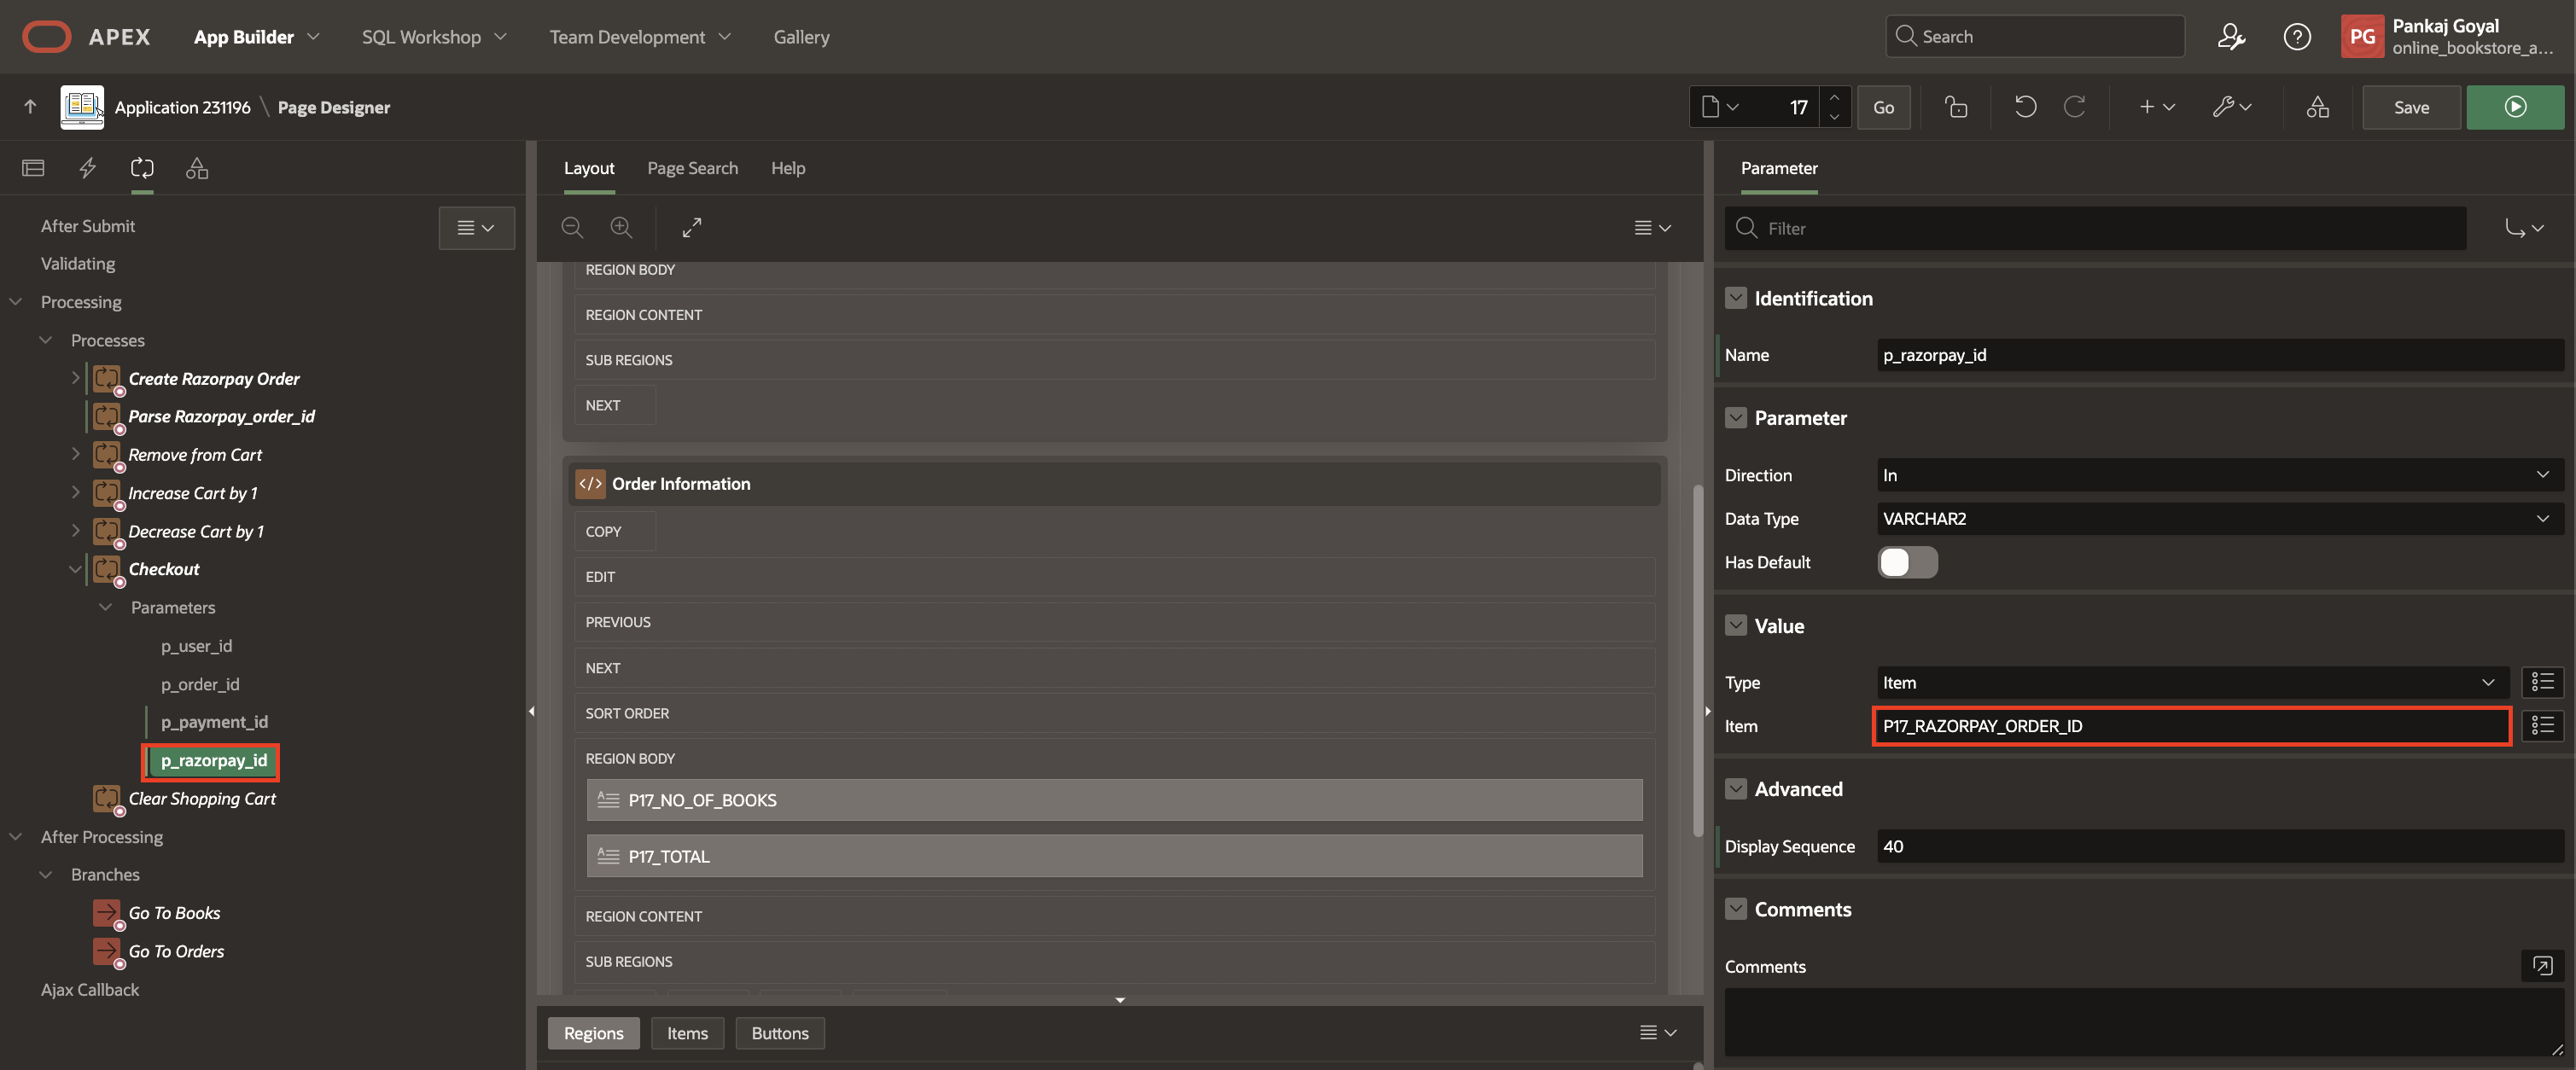 APEX
App Builder
SQL Workshop
Team Development
Gallery
Search
PG
Pankaj Goyal
online_bookstore_a...
Application 231196 \ Page Designer
17
Go
Save
After Submit
Validating
Processing
Processes
Create Razorpay Order
Parse Razorpay_order_id
Remove from Cart
Increase Cart by 1
Decrease Cart by 1
Checkout
Parameters
p_user_id
p_order_id
p_payment_id
p_razorpay_id
Clear Shopping Cart
After Processing
Branches
Go To Books
Go To Orders
Ajax Callback
Layout
Page Search
Help
REGION BODY
REGION CONTENT
SUB REGIONS
NEXT
</> Order Information
COPY
EDIT
PREVIOUS
NEXT
SORT ORDER
REGION BODY
P17_NO_OF_BOOKS
P17_TOTAL
REGION CONTENT
SUB REGIONS
Regions
Items
Buttons
Parameter
Filter
Identification
Name p_razorpay_id
Parameter
Direction In
Data Type VARCHAR2
Has Default
Value
Type Item
Item P17_RAZORPAY_ORDER_ID
Advanced
Display Sequence 40
Comments
Comments